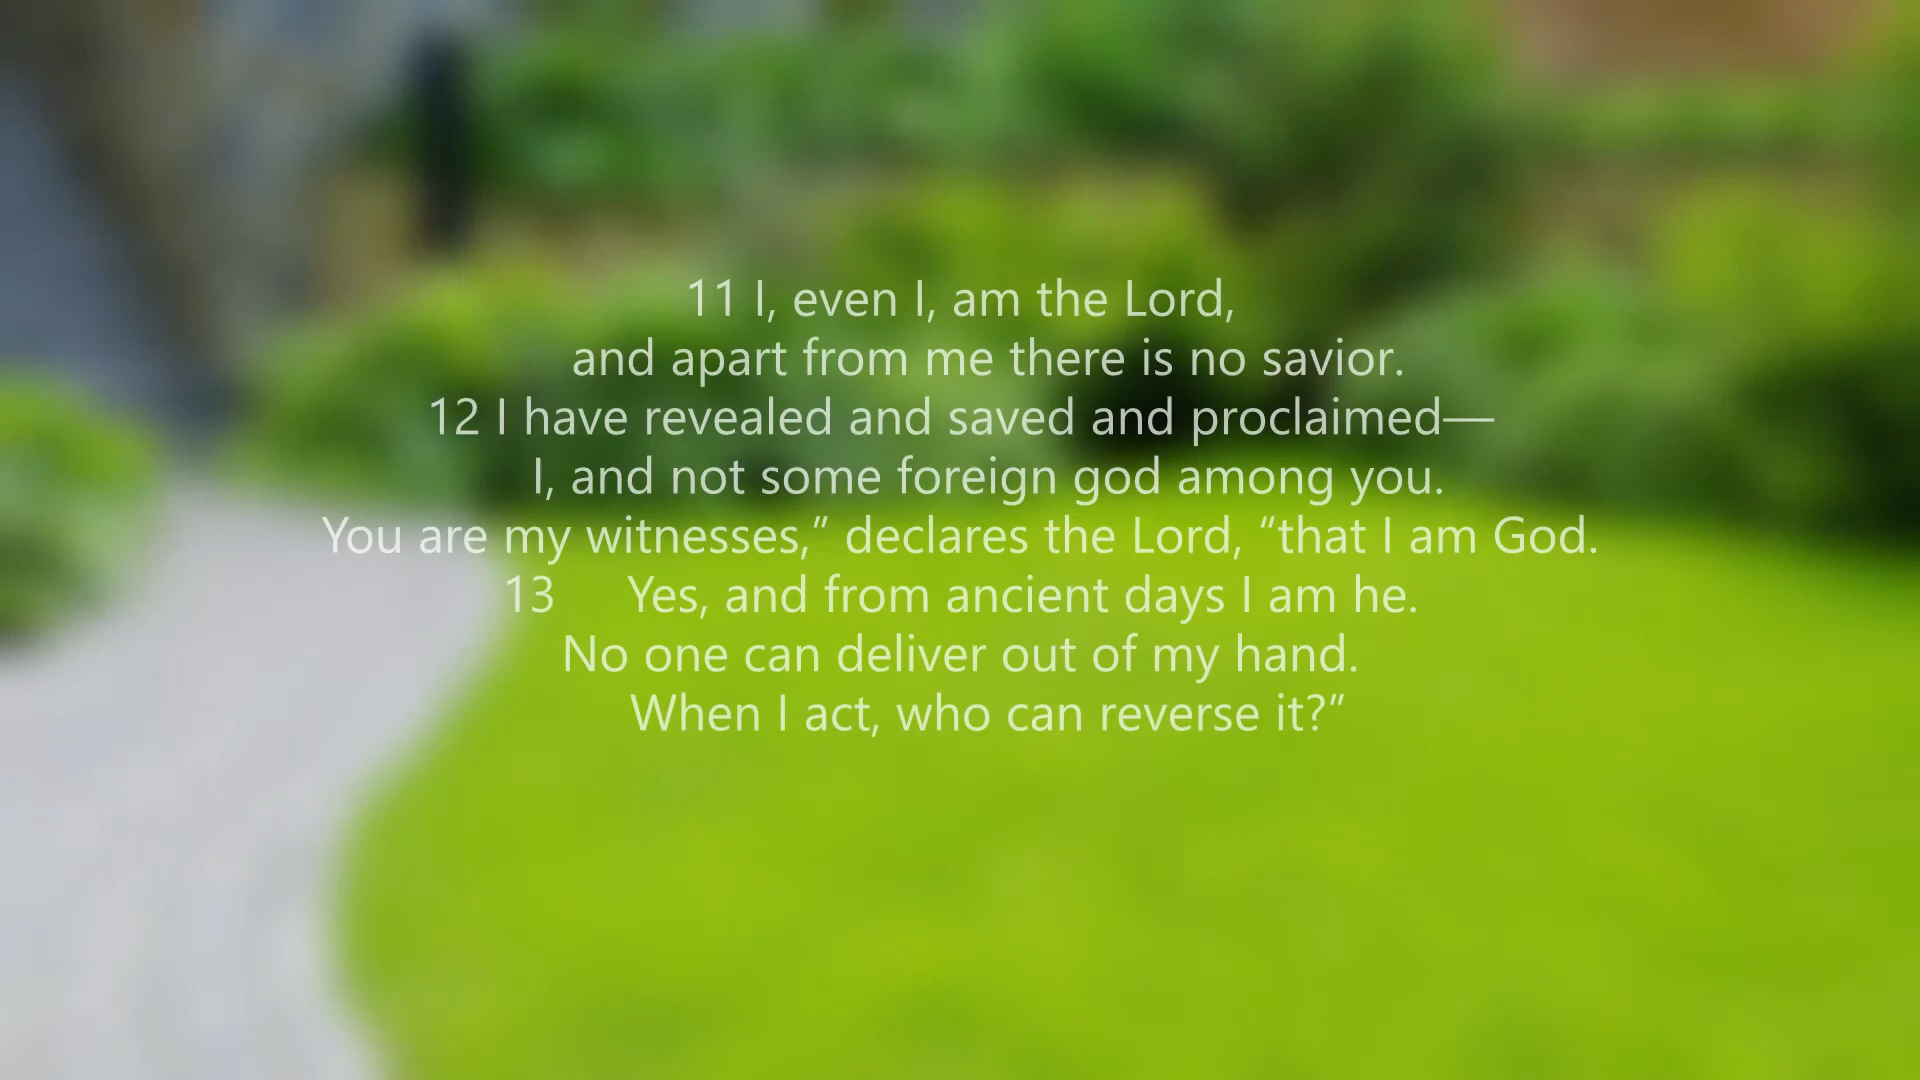 11 I, even I, am the Lord,
and apart from me there is no savior.
12 I have revealed and saved and proclaimed—
I, and not some foreign god among you.
You are my witnesses,” declares the Lord, “that I am God.
13 Yes, and from ancient days I am he.
No one can deliver out of my hand.
When I act, who can reverse it?”